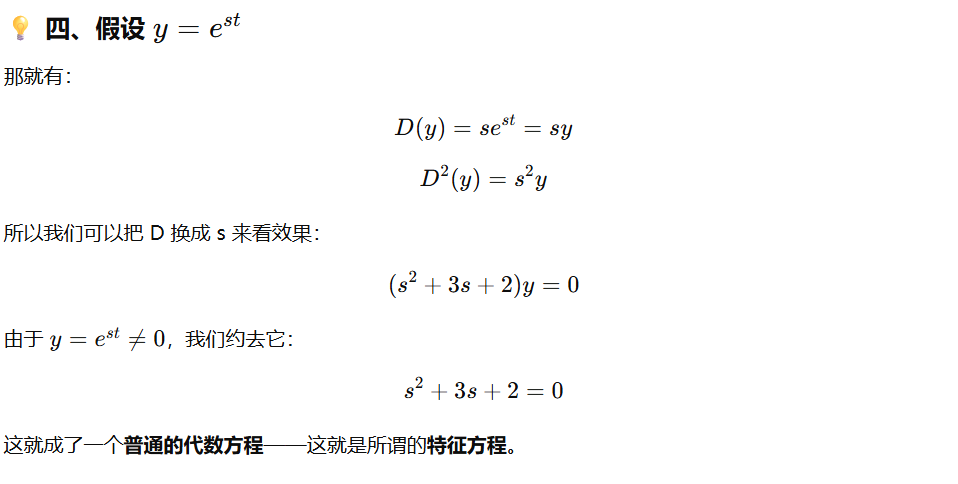 💡 四、假设 y = e^{st}
那就有：
D(y) = se^{st} = sy
D^2(y) = s^2y
所以我们可以把 D 换成 s 来看效果：
(s^2 + 3s + 2)y = 0
由于 y = e^{st} ≠ 0，我们约去它：
s^2 + 3s + 2 = 0
这就成了一个普通的代数方程——这就是所谓的特征方程。